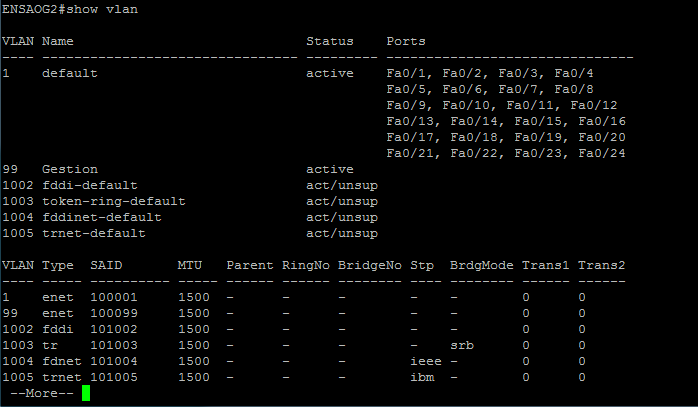 ENSAOG2#show vlan
VLAN Name                             Status    Ports
---- -------------------------------- --------- -------------------------------
1    default                          active    Fa0/1, Fa0/2, Fa0/3, Fa0/4
                                                Fa0/5, Fa0/6, Fa0/7, Fa0/8
                                                Fa0/9, Fa0/10, Fa0/11, Fa0/12
                                                Fa0/13, Fa0/14, Fa0/15, Fa0/16
                                                Fa0/17, Fa0/18, Fa0/19, Fa0/20
                                                Fa0/21, Fa0/22, Fa0/23, Fa0/24
99   Gestion                          active
1002 fddi-default                     act/unsup
1003 token-ring-default               act/unsup
1004 fddinet-default                  act/unsup
1005 trnet-default                    act/unsup
VLAN Type  SAID       MTU   Parent RingNo BridgeNo Stp  BrdgMode Trans1 Trans2
---- ----- ---------- ----- ------ ------ -------- ---- -------- ------ ------
1    enet  100001     1500  -      -      -        -    -        0      0
99   enet  100099     1500  -      -      -        -    -        0      0
1002 fddi  101002     1500  -      -      -        -    -        0      0
1003 tr    101003     1500  -      -      -        -    srb      0      0
1004 fdnet 101004     1500  -      -      -        ieee -        0      0
1005 trnet 101005     1500  -      -      -        ibm  -        0      0
 --More--